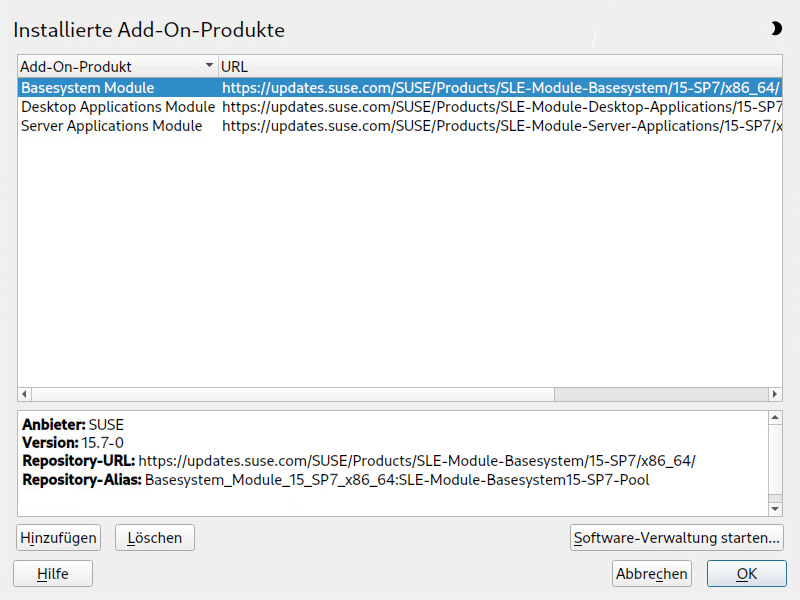 Installierte Add-On-Produkte
Add-On-Produkt URL
Basesystem Module https://updates.suse.com/SUSE/Products/SLE-Module-Basesystem/15-SP7/x86_64/
Desktop Applications Module https://updates.suse.com/SUSE/Products/SLE-Module-Desktop-Applications/15-SP7
Server Applications Module https://updates.suse.com/SUSE/Products/SLE-Module-Server-Applications/15-SP7/x
Anbieter: SUSE
Version: 15.7-0
Repository-URL: https://updates.suse.com/SUSE/Products/SLE-Module-Basesystem/15-SP7/x86_64/
Repository-Alias: Basesystem_Module_15_SP7_x86_64:SLE-Module-Basesystem15-SP7-Pool
Hinzufügen Löschen Software-Verwaltung starten...
Hilfe Abbrechen OK